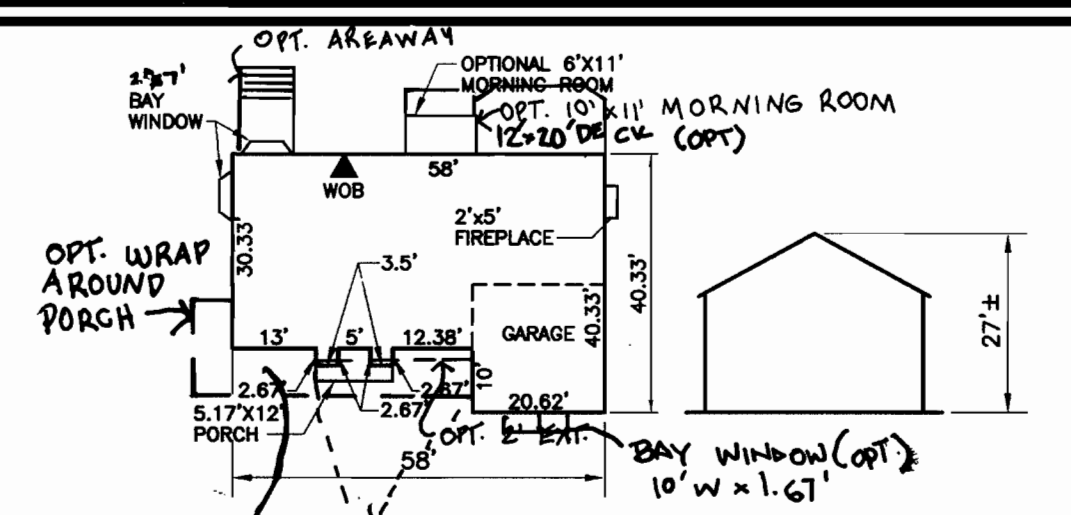 OPT. AREAWAY
OPTIONAL 6'X11'
MORNING ROOM
BAY
WINDOW
OPT. 10'x11' MORNING ROOM
12'x20' DECK (OPT)
58'
WOB
2'x5'
FIREPLACE
30.33
OPT. WRAP
AROUND
PORCH
3.5'
40.33'
40.33'
27'±
GARAGE
13'
5'
12.38'
10'
2.67'
2.67'
2.67'
5.17'X12'
PORCH
20.62'
OPT. 2' EXT.
58'
BAY WINDOW (OPT.)
10'W x 1.67'